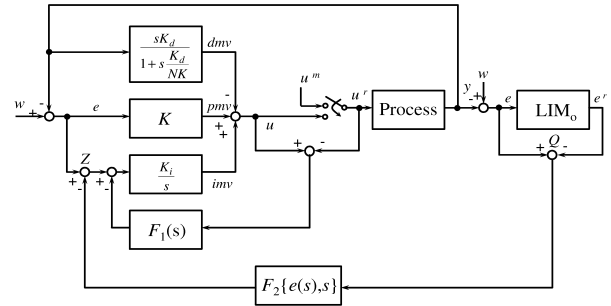 sK_d
1+s K_d
NK
dmv
-
u^m
u^r
y
w
w
+
-
e
K
pmv
+
+
u
Process
-
+
e
LIM_o
e^r
Z
+
-
+
-
K_i
s
imv
+
-
Q
+
-
F_1(s)
F_2{e(s),s}